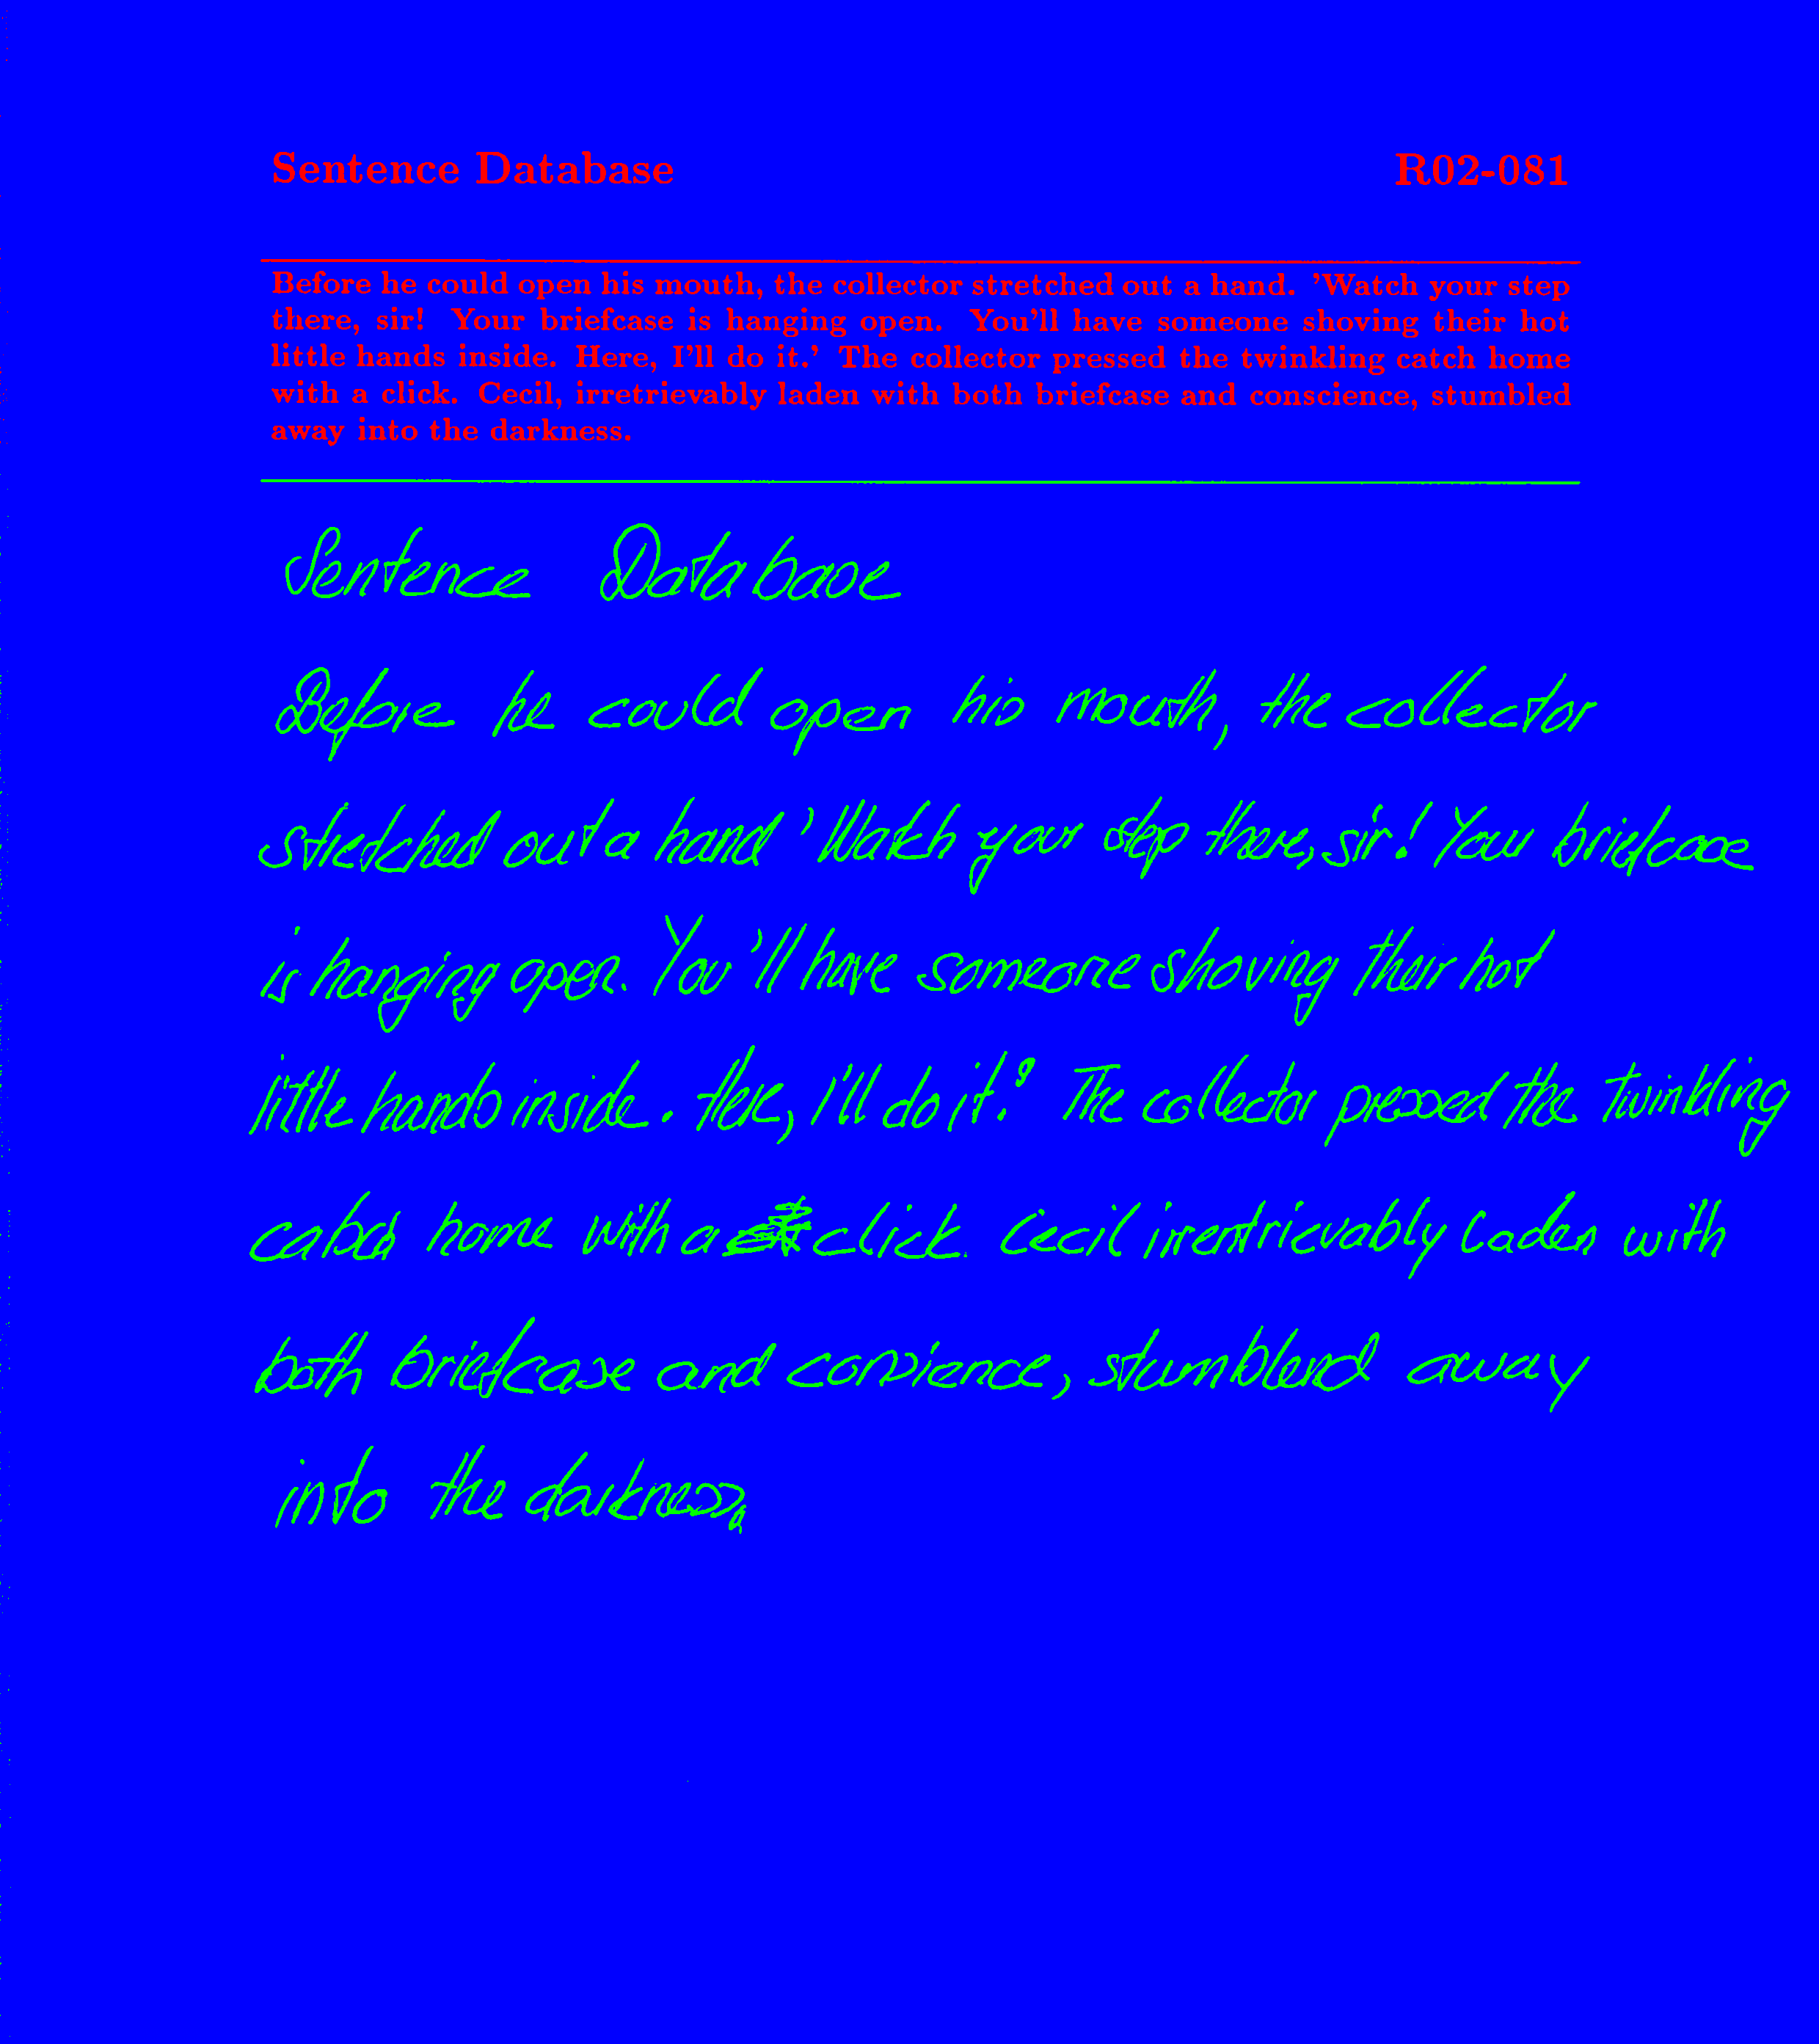 Sentence Database R02-081
Before he could open his mouth, the collector stretched out a hand. 'Watch your step
there, sir! Your briefcase is hanging open. You'll have someone shoving their hot
little hands inside. Here, I'll do it.' The collector pressed the twinkling catch home
with a click. Cecil, irretrievably laden with both briefcase and conscience, stumbled
away into the darkness.
Sentence Database
Before he could open his mouth, the collector
stretched out a hand 'Watch your step there, sir! Your briefcase
is hanging open. You'll have someone shoving their hot
little hands inside. Here, I'll do it.' The collector pressed the twinkling
home with a click. Cecil irrentrievably laden with
both briefcase and consience, stumblend away
into the darkness.